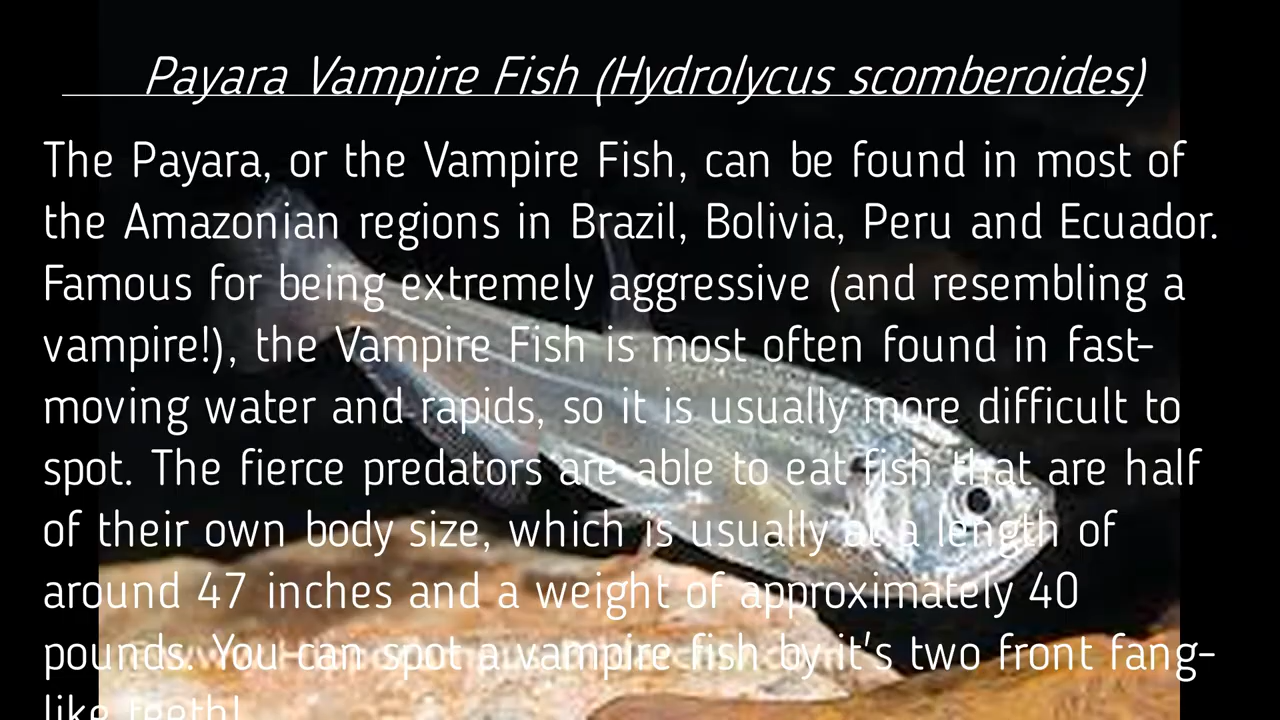 Payara Vampire Fish (Hydrolycus scomberoides)
The Payara, or the Vampire Fish, can be found in most of
the Amazonian regions in Brazil, Bolivia, Peru and Ecuador.
Famous for being extremely aggressive (and resembling a
vampire!), the Vampire Fish is most often found in fast-
moving water and rapids, so it is usually more difficult to
spot. The fierce predators are able to eat fish that are half
of their own body size, which is usually at a length of
around 47 inches and a weight of approximately 40
pounds. You can spot a vampire fish by it's two front fang-
like teeth!